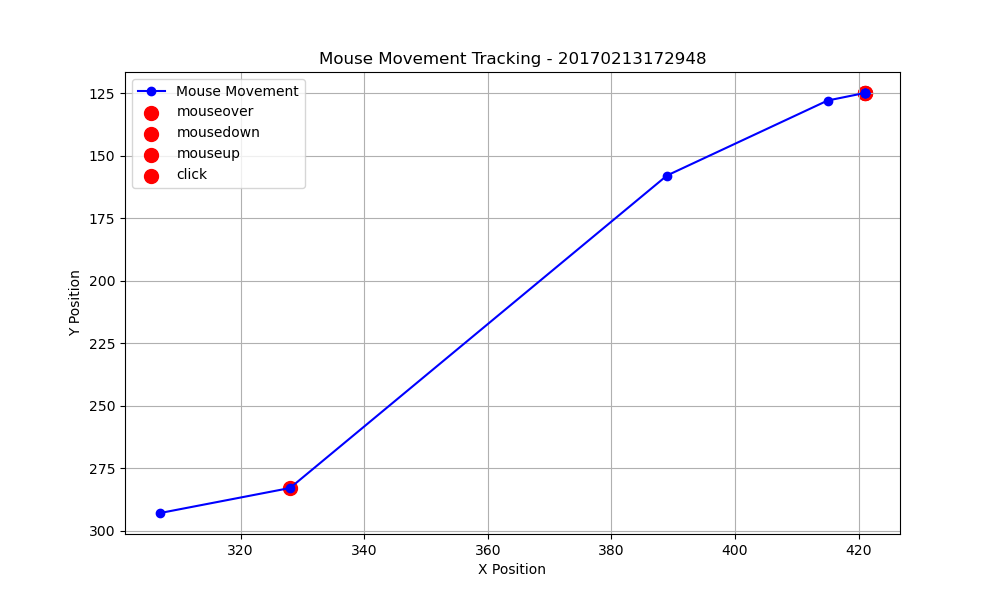 Mouse Movement Tracking - 20170213172948
Mouse Movement
mouseover
mousedown
mouseup
click
125
150
175
200
225
250
275
300
Y Position
320 340 360 380 400 420
X Position